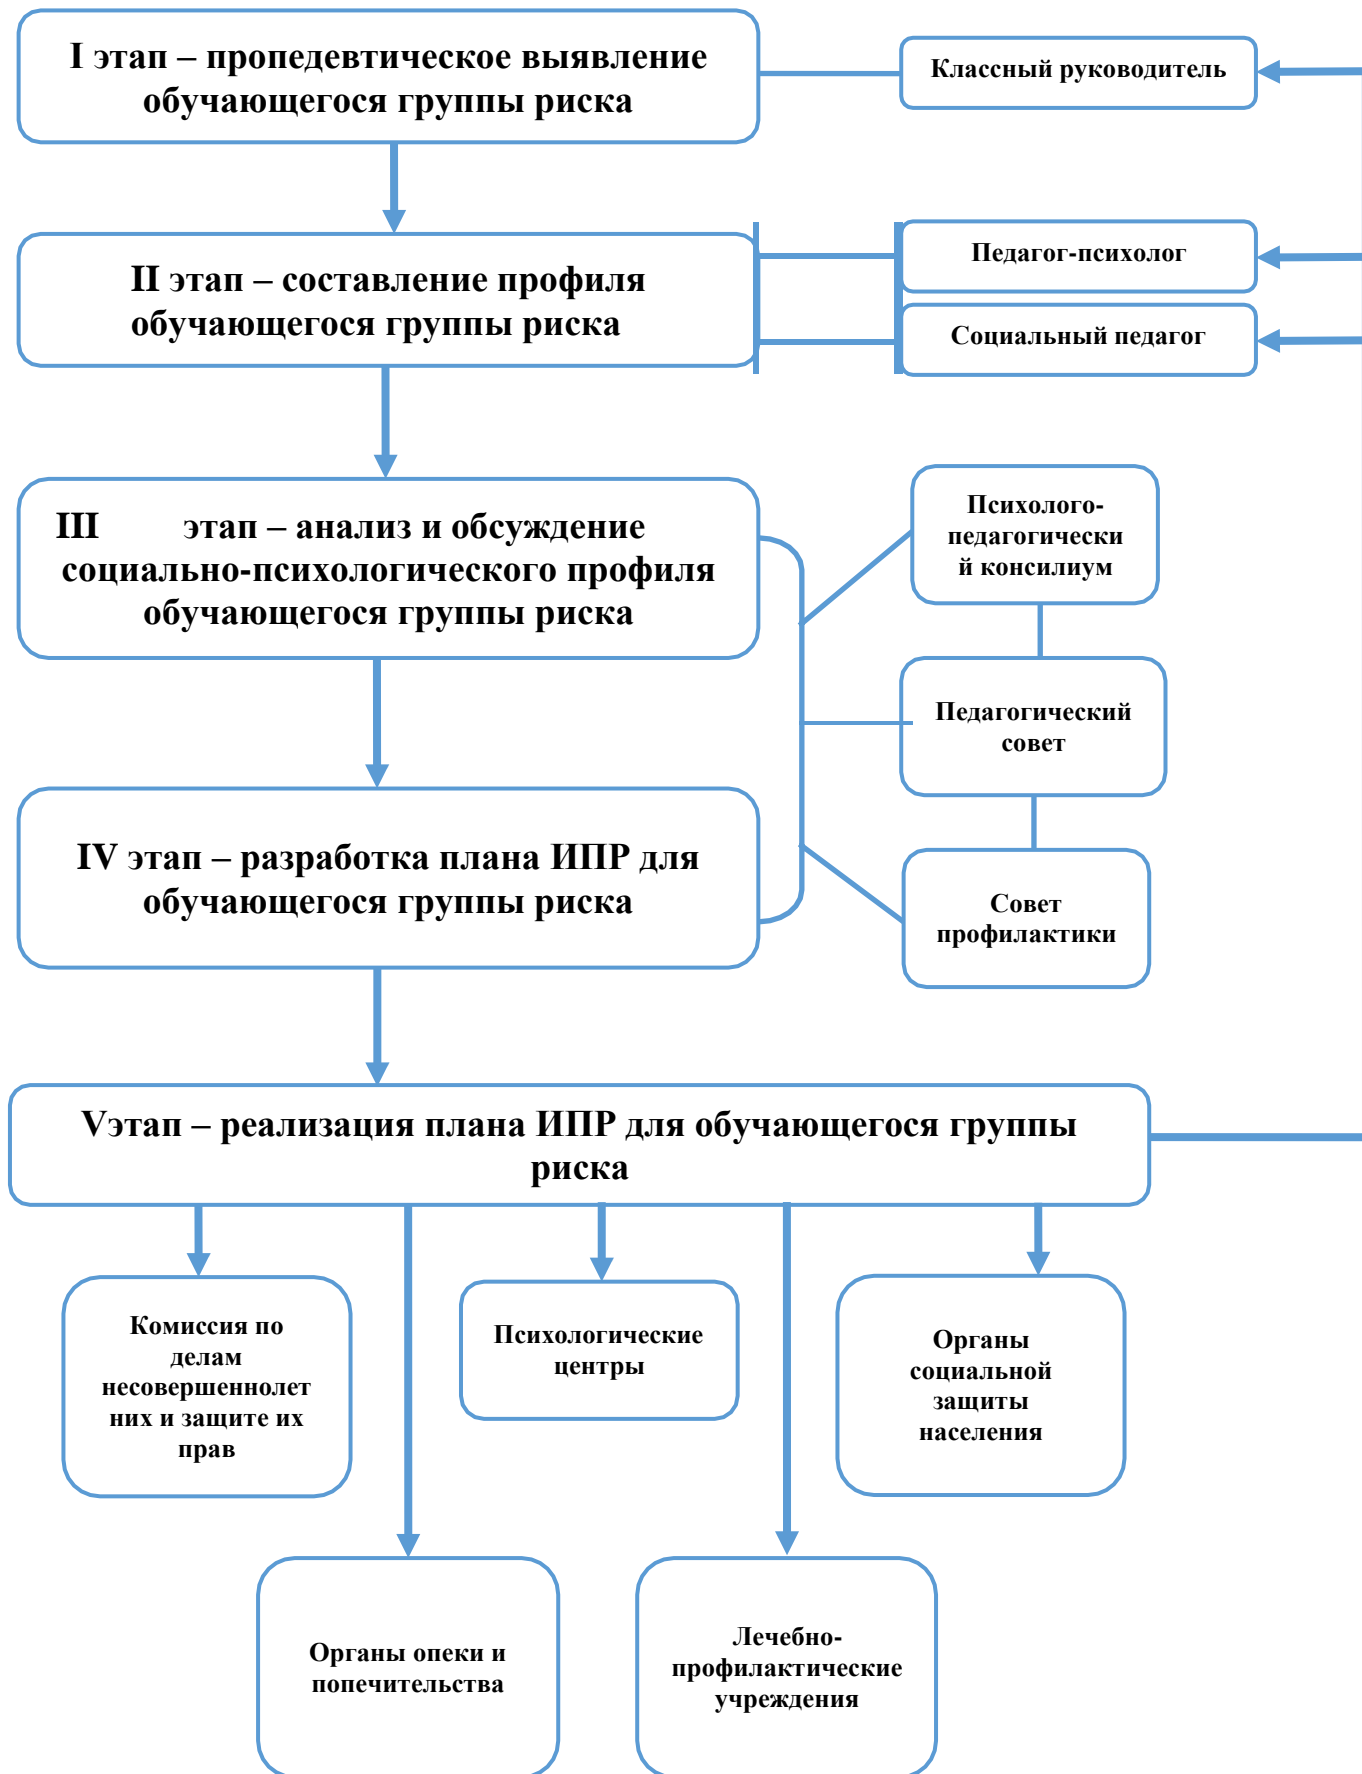 I этап – пропедевтическое выявление
обучающегося группы риска
Классный руководитель
II этап – составление профиля
обучающегося группы риска
Педагог-психолог
Социальный педагог
III этап – анализ и обсуждение
социально-психологического профиля
обучающегося группы риска
Психолого-
педагогически
й консилиум
Педагогический
совет
IV этап – разработка плана ИПР для
обучающегося группы риска
Совет
профилактики
Vэтап – реализация плана ИПР для обучающегося группы
риска
Комиссия по
делам
несовершеннолет
них и защите их
прав
Психологические
центры
Органы
социальной
защиты
населения
Органы опеки и
попечительства
Лечебно-
профилактические
учреждения